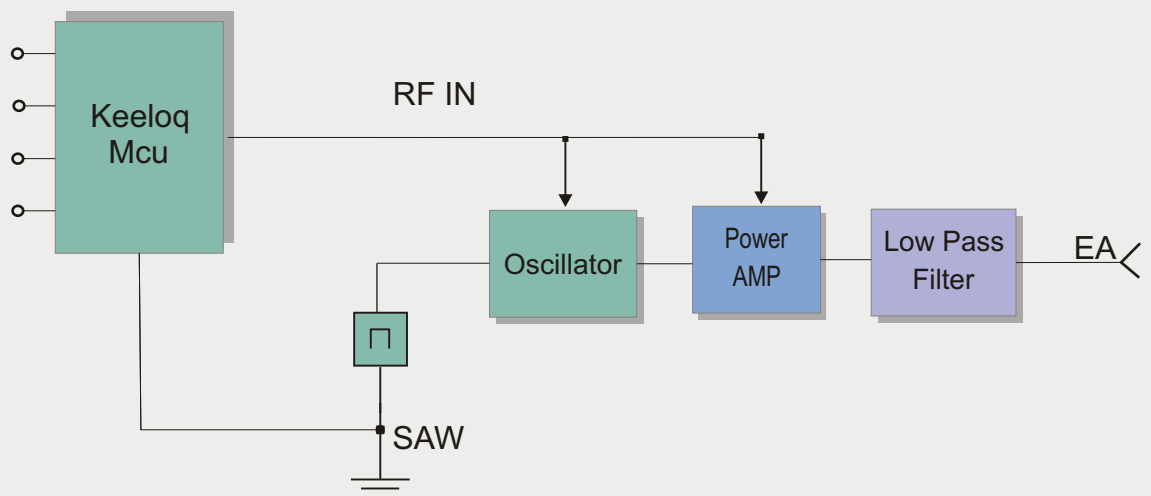 Keeloq
Mcu
RF IN
Oscillator
Power
AMP
Low Pass
Filter
EA
SAW